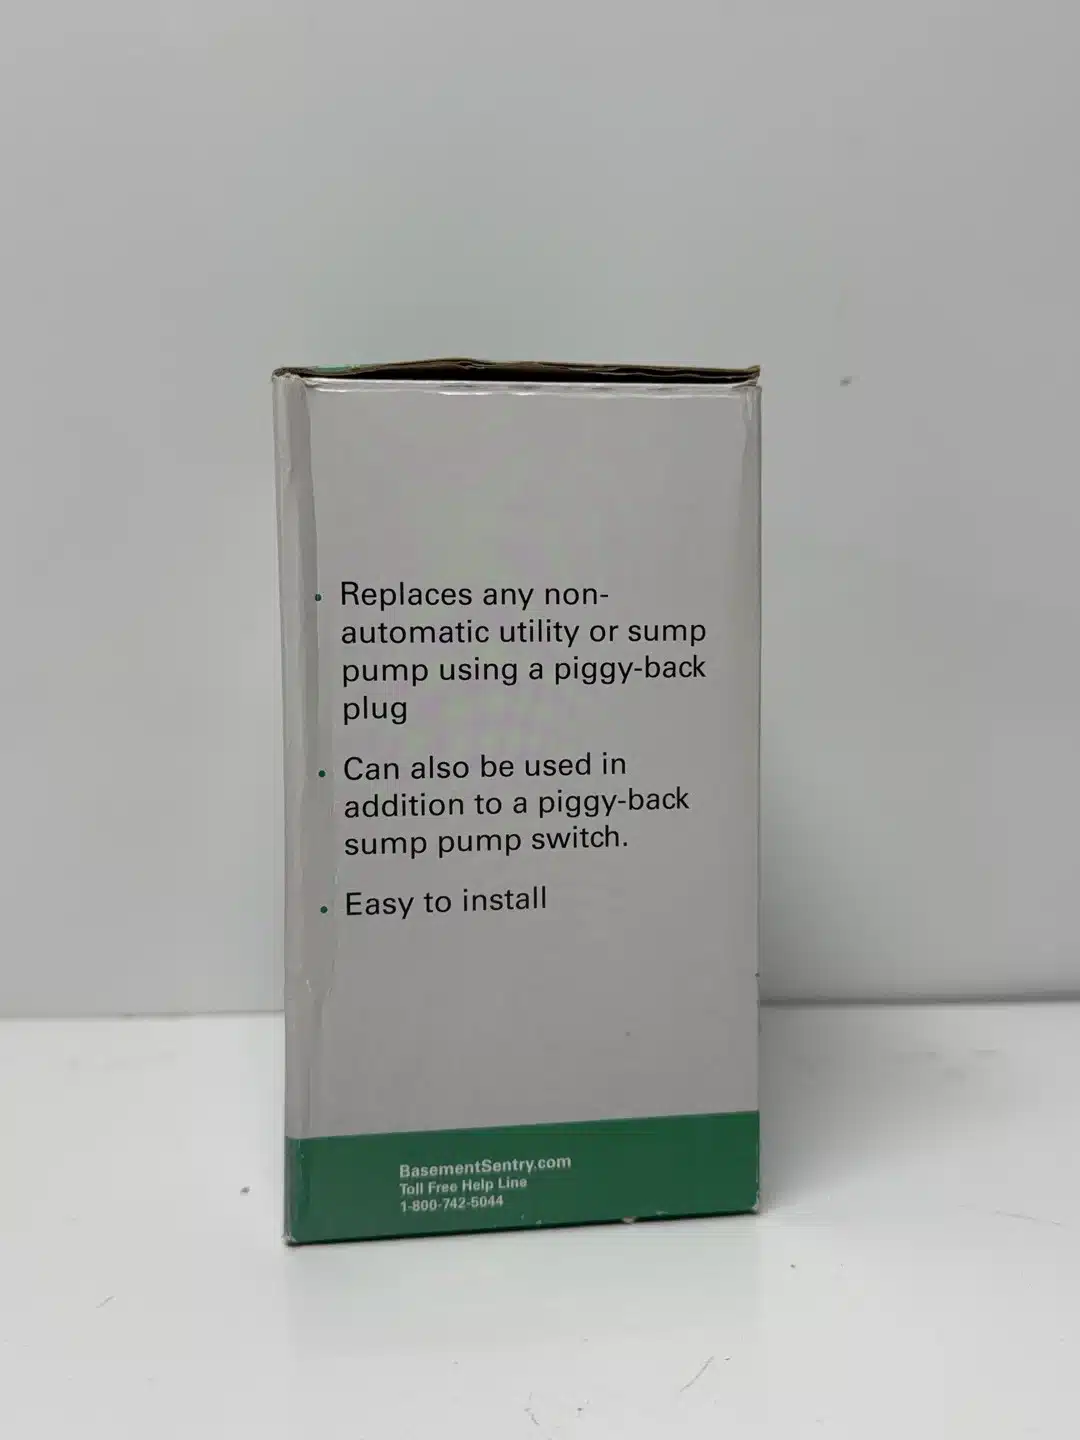 • Replaces any non-
automatic utility or sump
pump using a piggy-back
plug
• Can also be used in
addition to a piggy-back
sump pump switch.
• Easy to install
BasementSentry.com
Toll Free Help Line
1-800-742-5044